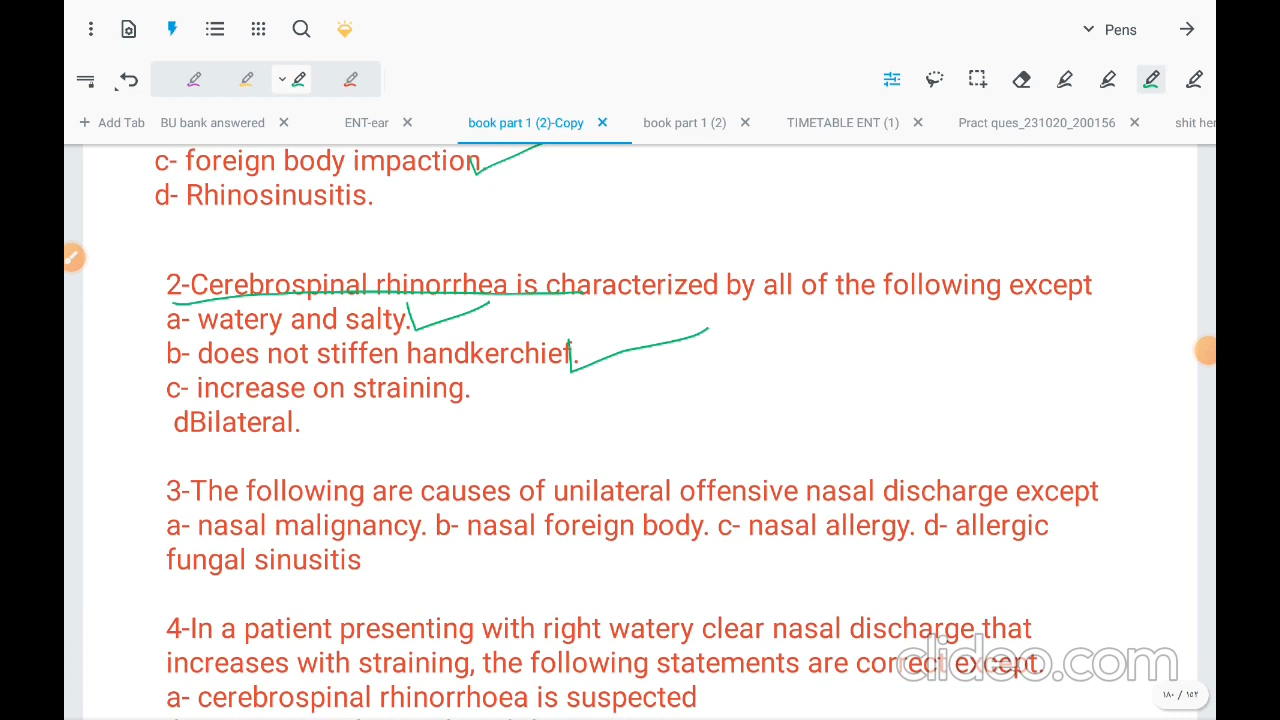 Pens
Add Tab BU bank answered ENT-ear book part 1 (2)-Copy book part 1 (2) TIMETABLE ENT (1) Pract ques_231020_200156 shit her
c- foreign body impaction.
d- Rhinosinusitis.
2-Cerebrospinal rhinorrhea is characterized by all of the following except
a- watery and salty.
b- does not stiffen handkerchief.
c- increase on straining.
dBilateral.
3-The following are causes of unilateral offensive nasal discharge except
a- nasal malignancy. b- nasal foreign body. c- nasal allergy. d- allergic
fungal sinusitis
4-In a patient presenting with right watery clear nasal discharge that
increases with straining, the following statements are correct except.
a- cerebrospinal rhinorrhoea is suspected
clideo.com
١٨٠ / ١٥٢